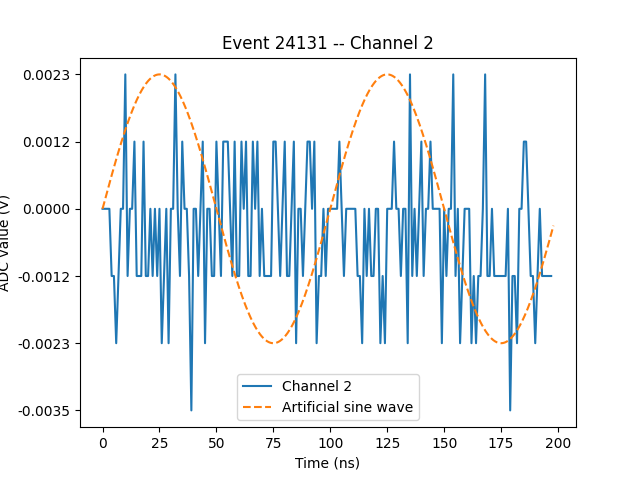 Event 24131 -- Channel 2
0.0023
0.0012
0.0000
-0.0012
-0.0023
-0.0035
ADC Value (V)
Channel 2
Artificial sine wave
0 25 50 75 100 125 150 175 200
Time (ns)